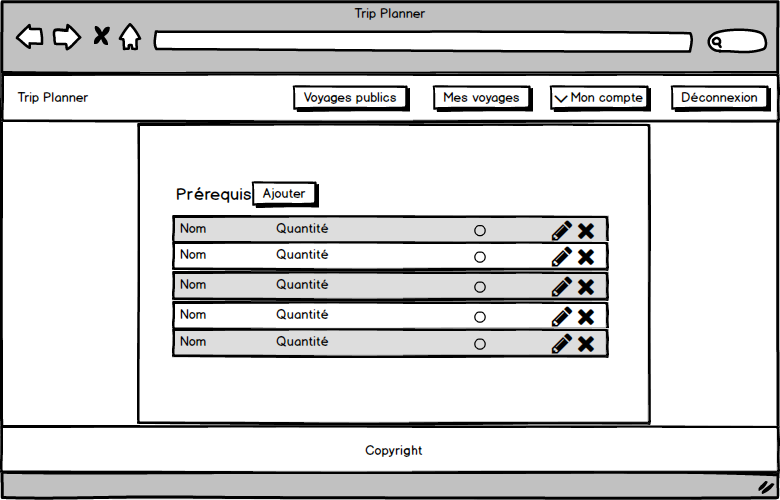 Trip Planner
Trip Planner Voyages publics Mes voyages Mon compte Déconnexion
Prérequis Ajouter
Nom Quantité
Nom Quantité
Nom Quantité
Nom Quantité
Nom Quantité
Copyright